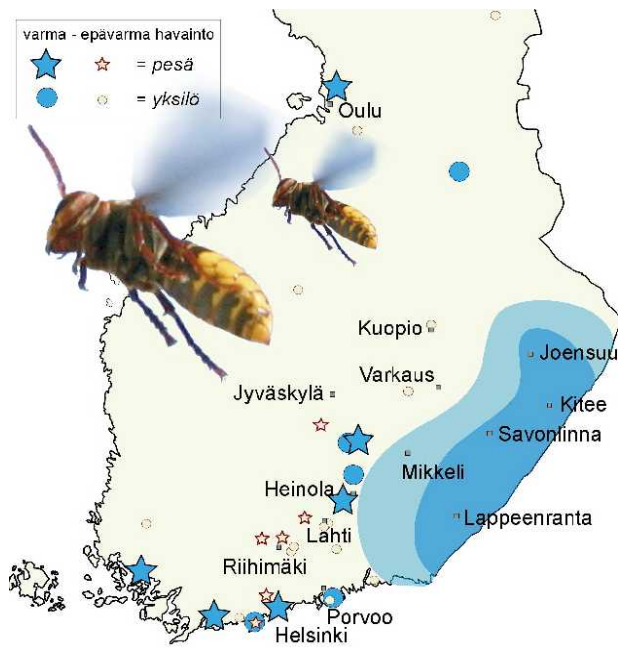 varma - epävarma havainto
= pesä
= yksilö
Oulu
Kuopio
Joensuu
Varkaus
Jyväskylä
Kitee
Savonlinna
Mikkeli
Heinola
Lappeenranta
Lahti
Riihimäki
Porvoo
Helsinki